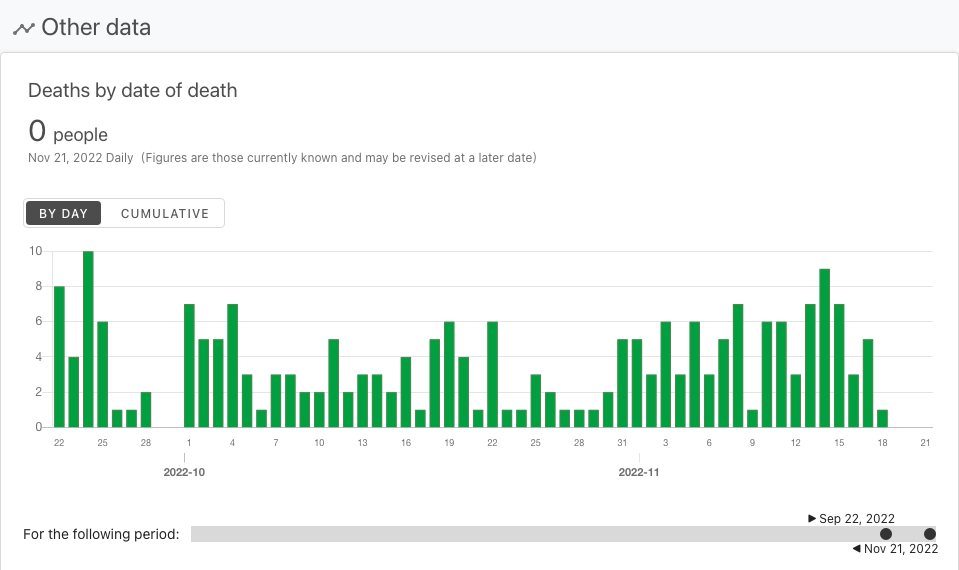 Other data
Deaths by date of death
0 people
Nov 21, 2022 Daily (Figures are those currently known and may be revised at a later date)
BY DAY CUMULATIVE
10
8
6
4
2
0
22 25 28 1 4 7 10 13 16 19 22 25 28 31 3 6 9 12 15 18 21
2022-10 2022-11
Sep 22, 2022
For the following period:
Nov 21, 2022